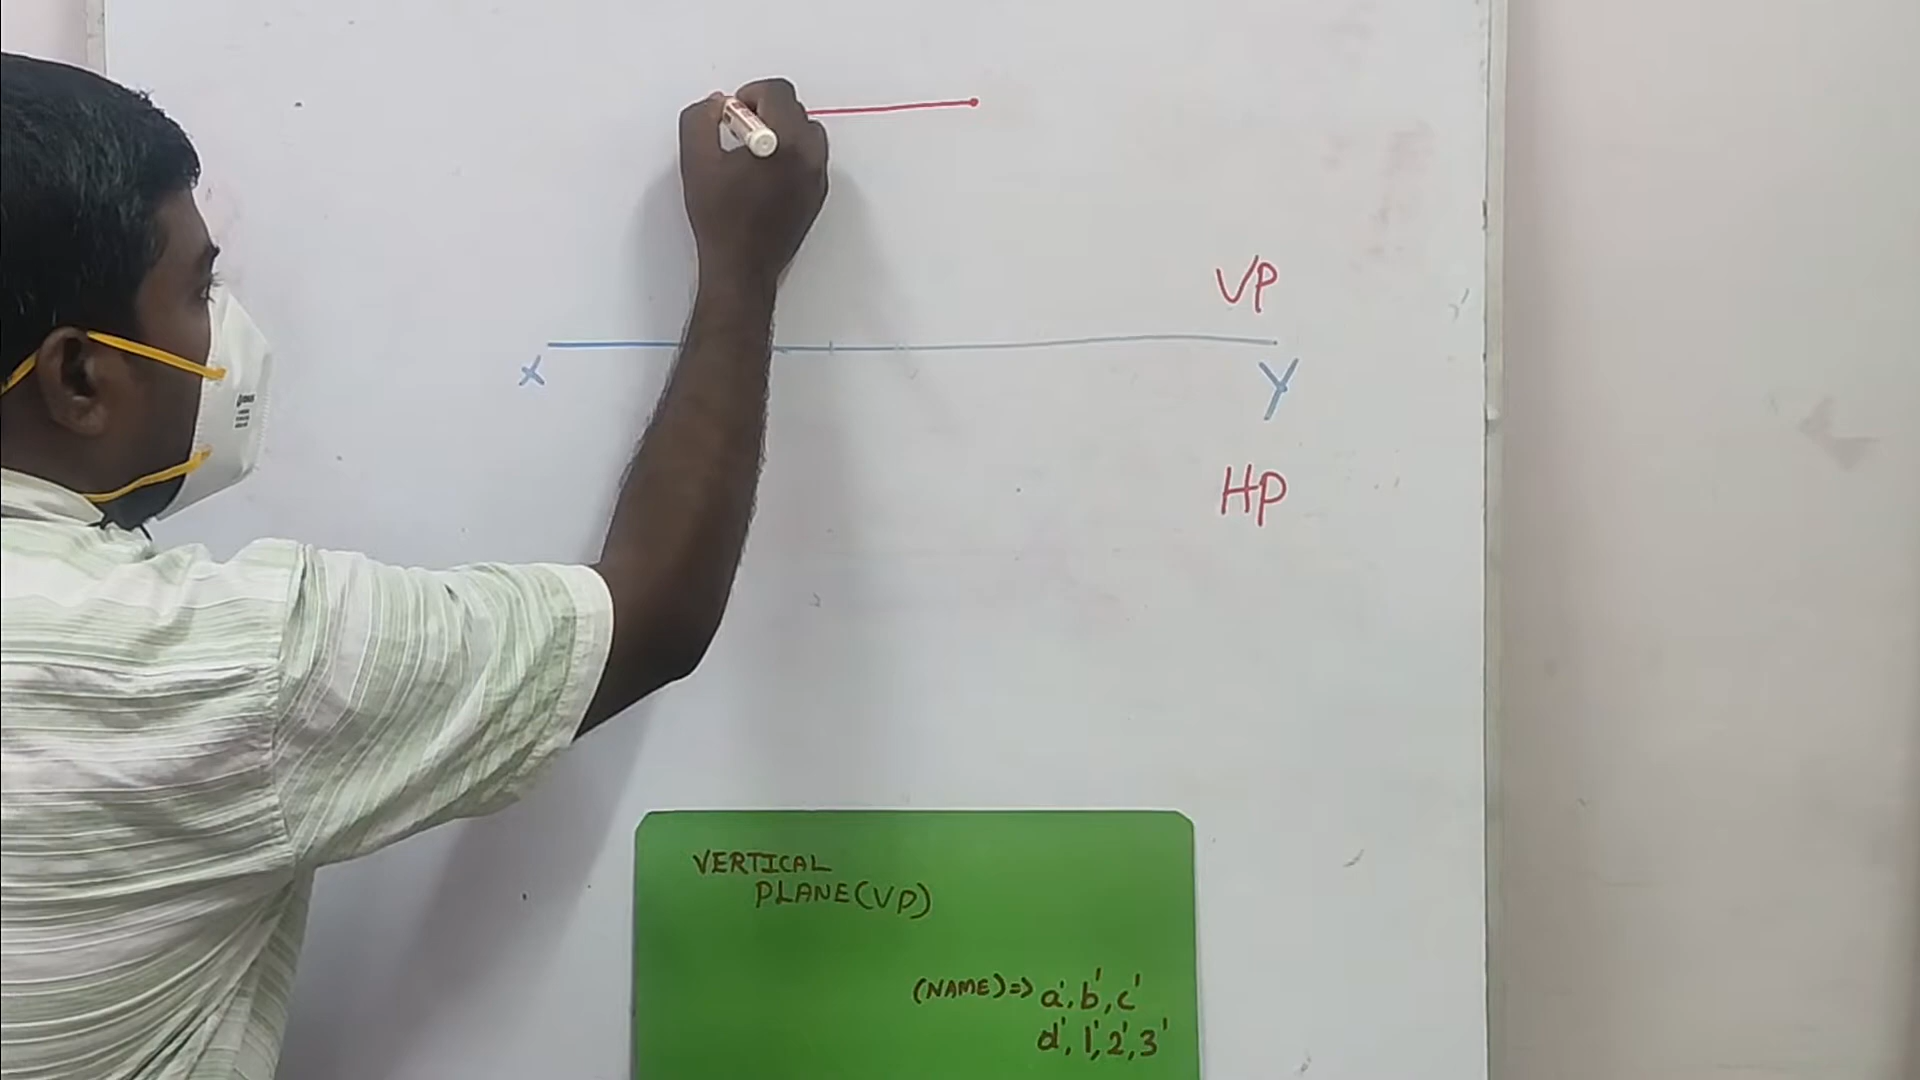 VP
X
Y
HP
VERTICAL
PLANE(VP)
(NAME)=> a', b', c'
d', 1', 2', 3'